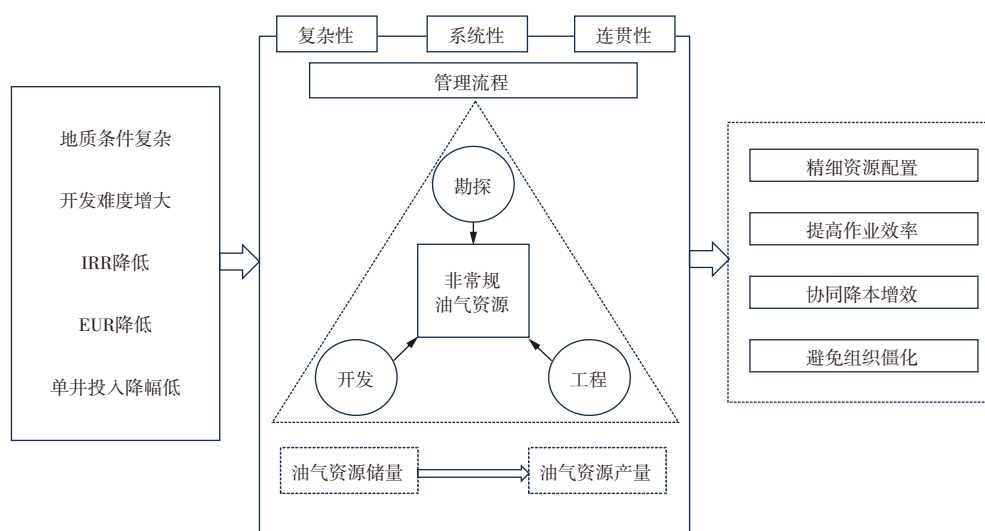 复杂性
系统性
连贯性
管理流程
地质条件复杂
开发难度增大
IRR降低
EUR降低
单井投入降幅低
勘探
非常规
油气资源
开发
工程
油气资源储量
油气资源产量
精细资源配置
提高作业效率
协同降本增效
避免组织僵化